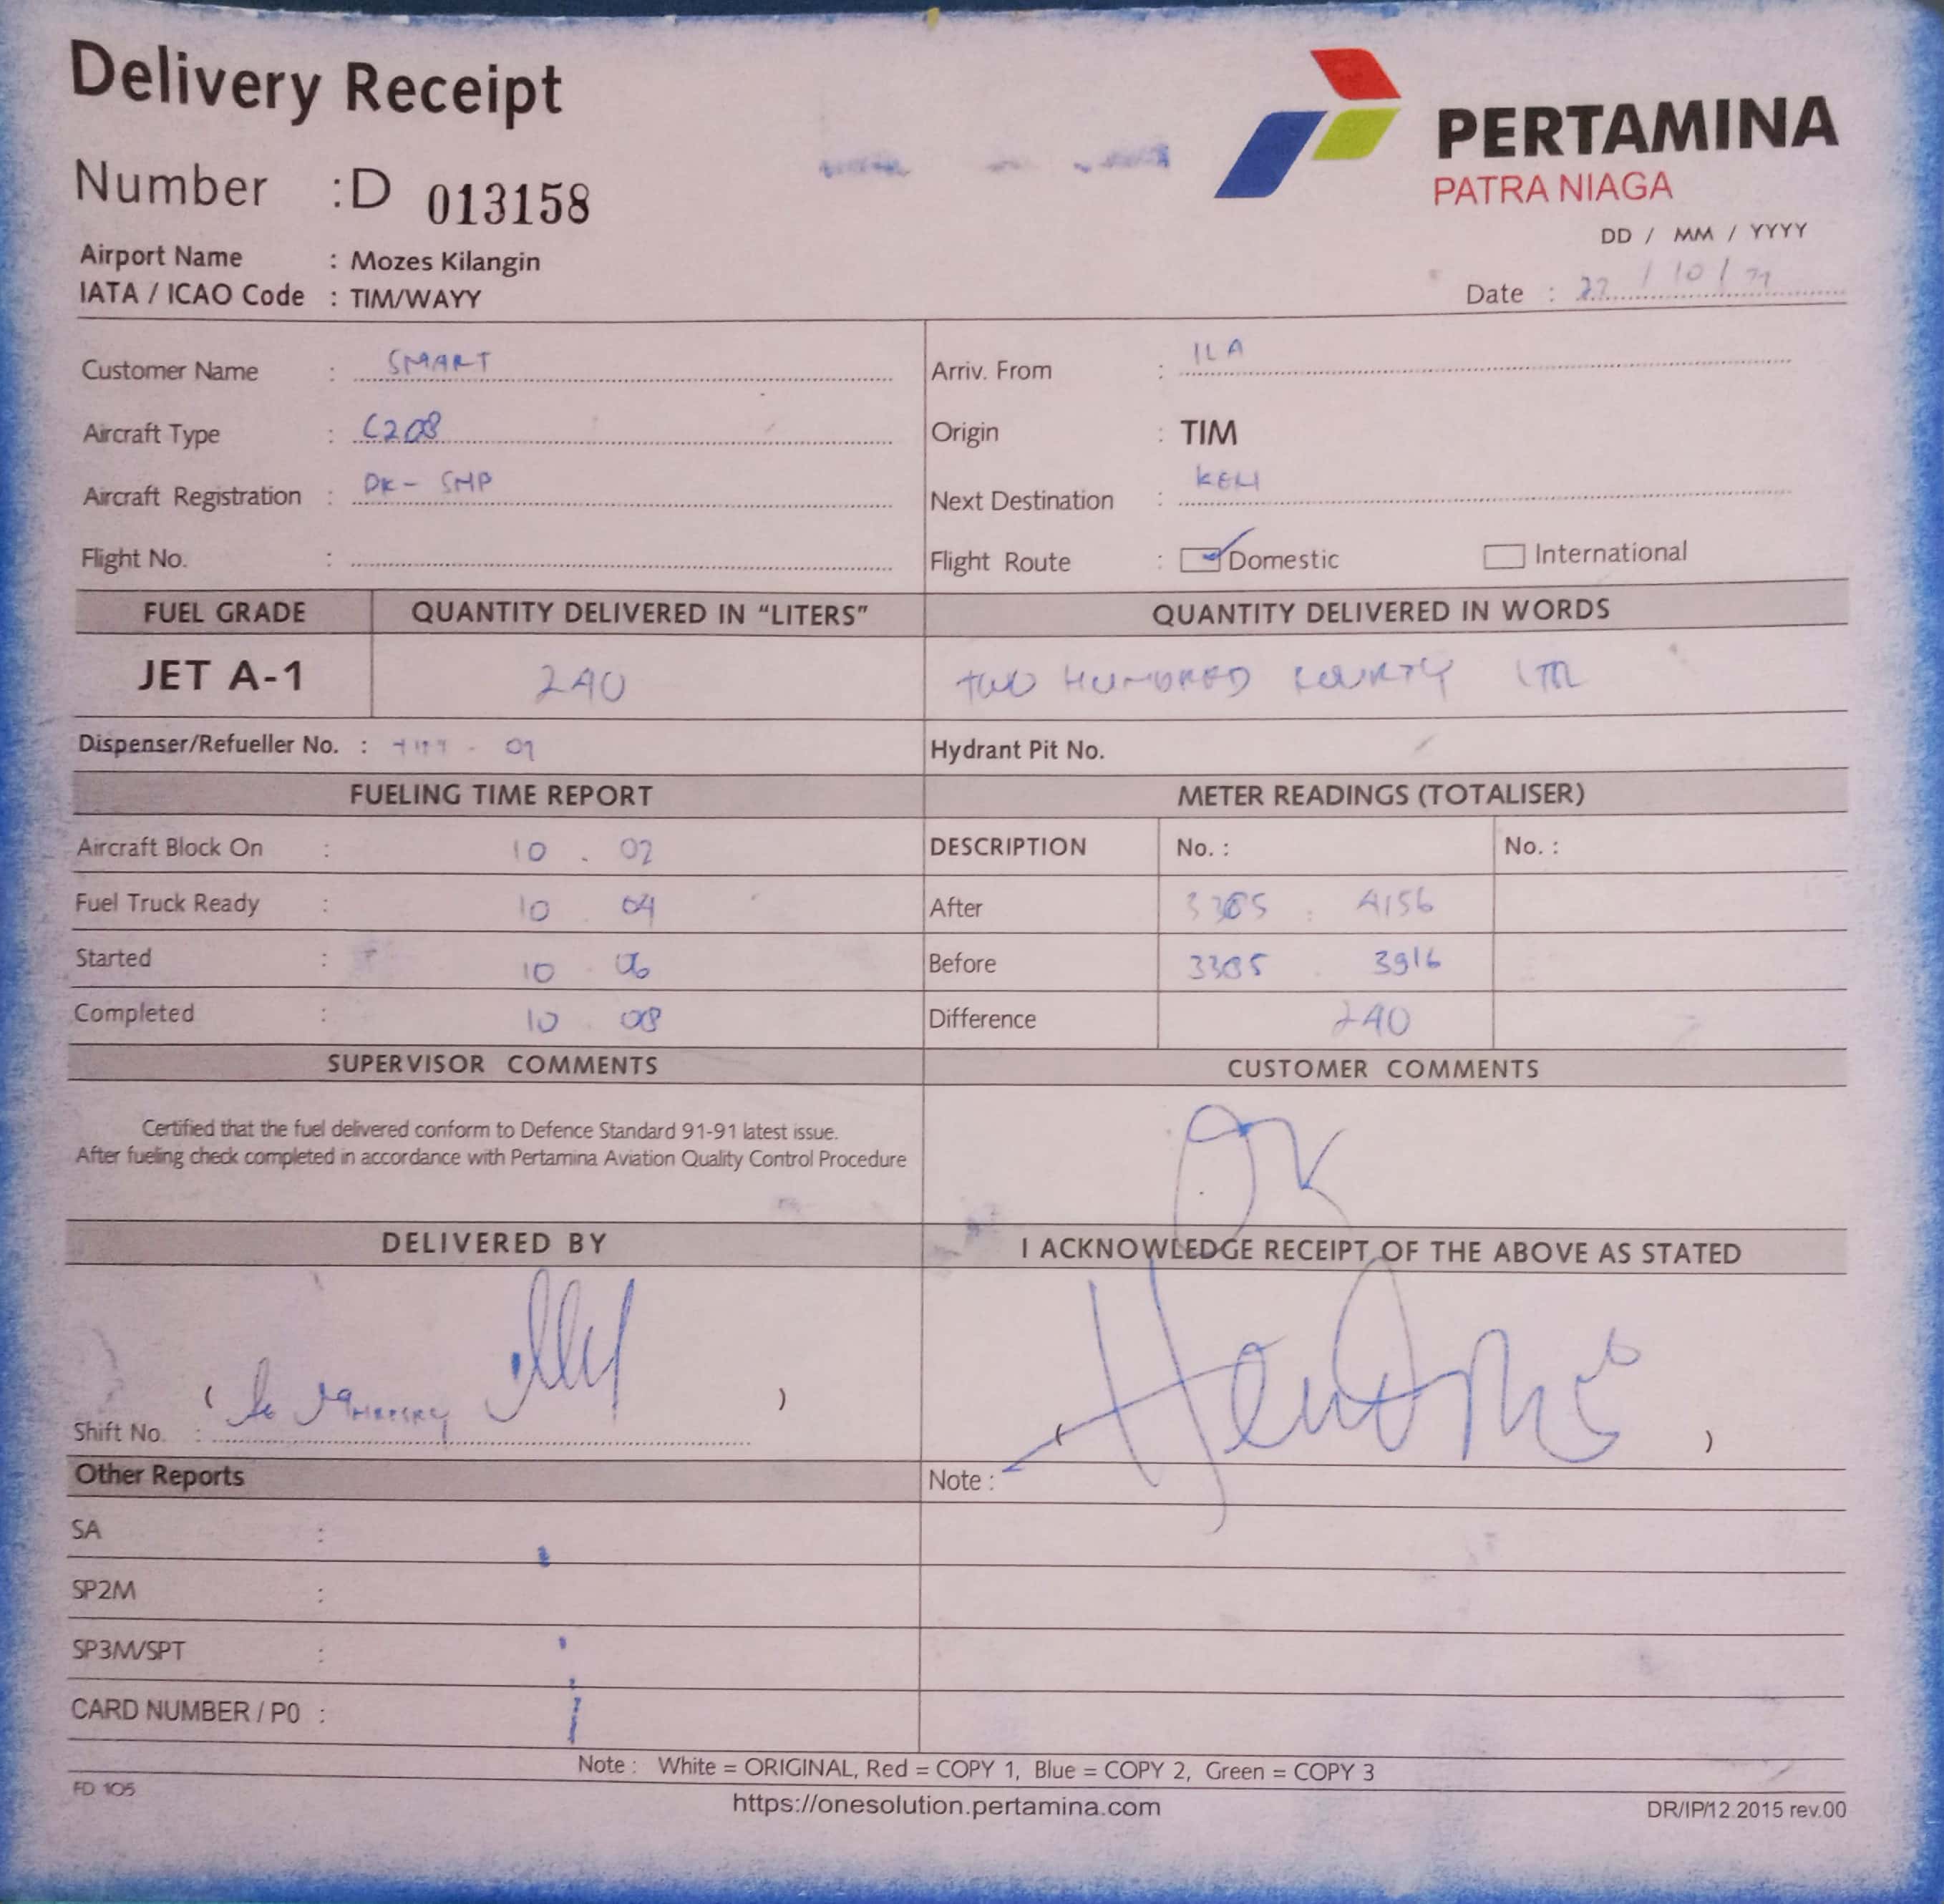 Delivery Receipt
PERTAMINA
PATRA NIAGA
Number : D 013158
DD / MM / YYYY
Airport Name : Mozes Kilangin
IATA / ICAO Code : TIM/WAYY
Date : / 10 /
Customer Name : SMART
Arriv. From : ILA
Aircraft Type : C208
Origin : TIM
Aircraft Registration : PK - SMP
Next Destination :
Flight No. :
Flight Route : Domestic International
FUEL GRADE QUANTITY DELIVERED IN "LITERS" QUANTITY DELIVERED IN WORDS
JET A-1 240 TWO HUNDRED FOURTY LTR
Dispenser/Refueller No. :
Hydrant Pit No.
FUELING TIME REPORT METER READINGS (TOTALISER)
Aircraft Block On : 10 . 02
DESCRIPTION No. : No. :
Fuel Truck Ready : 10 04
After 3385 . 4156
Started : 10 06
Before 3385 . 3916
Completed : 10 08
Difference 240
SUPERVISOR COMMENTS CUSTOMER COMMENTS
Certified that the fuel delivered conform to Defence Standard 91-91 latest issue.
After fueling check completed in accordance with Pertamina Aviation Quality Control Procedure
OK
DELIVERED BY I ACKNOWLEDGE RECEIPT OF THE ABOVE AS STATED
( )
( )
Shift No. :
Other Reports
Note :
SA :
SP2M :
SP3M/SPT :
CARD NUMBER / P0 :
Note : White = ORIGINAL, Red = COPY 1, Blue = COPY 2, Green = COPY 3
FD 105
https://onesolution.pertamina.com
DR/IP/12.2015 rev.00